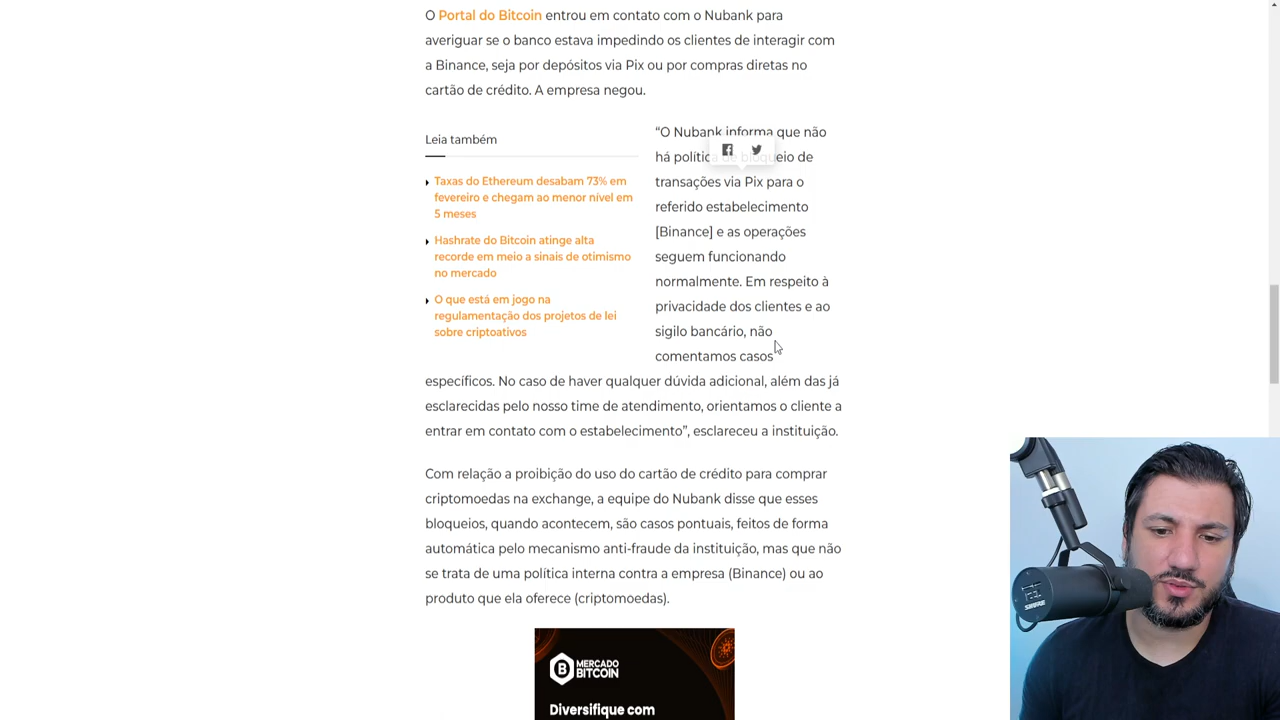 O Portal do Bitcoin entrou em contato com o Nubank para
averiguar se o banco estava impedindo os clientes de interagir com
a Binance, seja por depósitos via Pix ou por compras diretas no
cartão de crédito. A empresa negou.
Leia também
Taxas do Ethereum desabam 73% em
fevereiro e chegam ao menor nível em
5 meses
Hashrate do Bitcoin atinge alta
recorde em meio a sinais de otimismo
no mercado
O que está em jogo na
regulamentação dos projetos de lei
sobre criptoativos
“O Nubank informa que não
há política de bloqueio de
transações via Pix para o
referido estabelecimento
[Binance] e as operações
seguem funcionando
normalmente. Em respeito à
privacidade dos clientes e ao
sigilo bancário, não
comentamos casos
específicos. No caso de haver qualquer dúvida adicional, além das já
esclarecidas pelo nosso time de atendimento, orientamos o cliente a
entrar em contato com o estabelecimento”, esclareceu a instituição.
Com relação a proibição do uso do cartão de crédito para comprar
criptomoedas na exchange, a equipe do Nubank disse que esses
bloqueios, quando acontecem, são casos pontuais, feitos de forma
automática pelo mecanismo anti-fraude da instituição, mas que não
se trata de uma política interna contra a empresa (Binance) ou ao
produto que ela oferece (criptomoedas).
MERCADO
BITCOIN
Diversifique com
SHURE